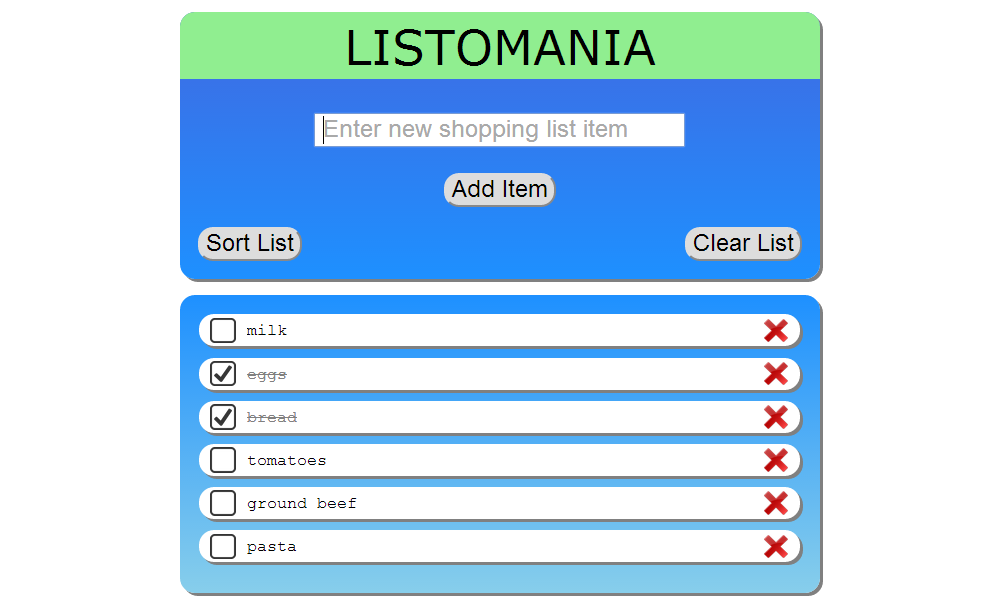 LISTOMANIA
Enter new shopping list item
Add Item
Sort List
Clear List
milk
eggs
bread
tomatoes
ground beef
pasta